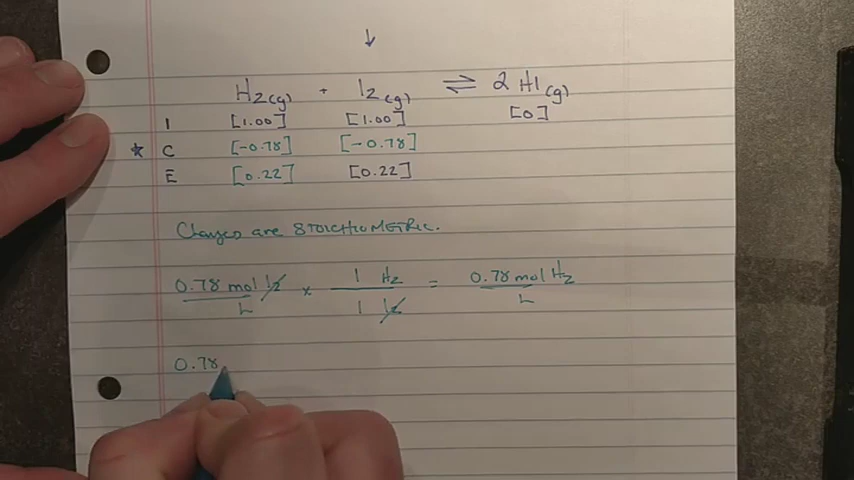 ↓
H2(g) + I2(g) ⇌ 2 HI(g)
I [1.00] [1.00] [0]
* C [-0.78] [-0.78]
E [0.22] [0.22]
Changes are STOICHIOMETRIC.
0.78 mol I2 / L × 1 H2 / 1 I2 = 0.78 mol H2 / L
0.78